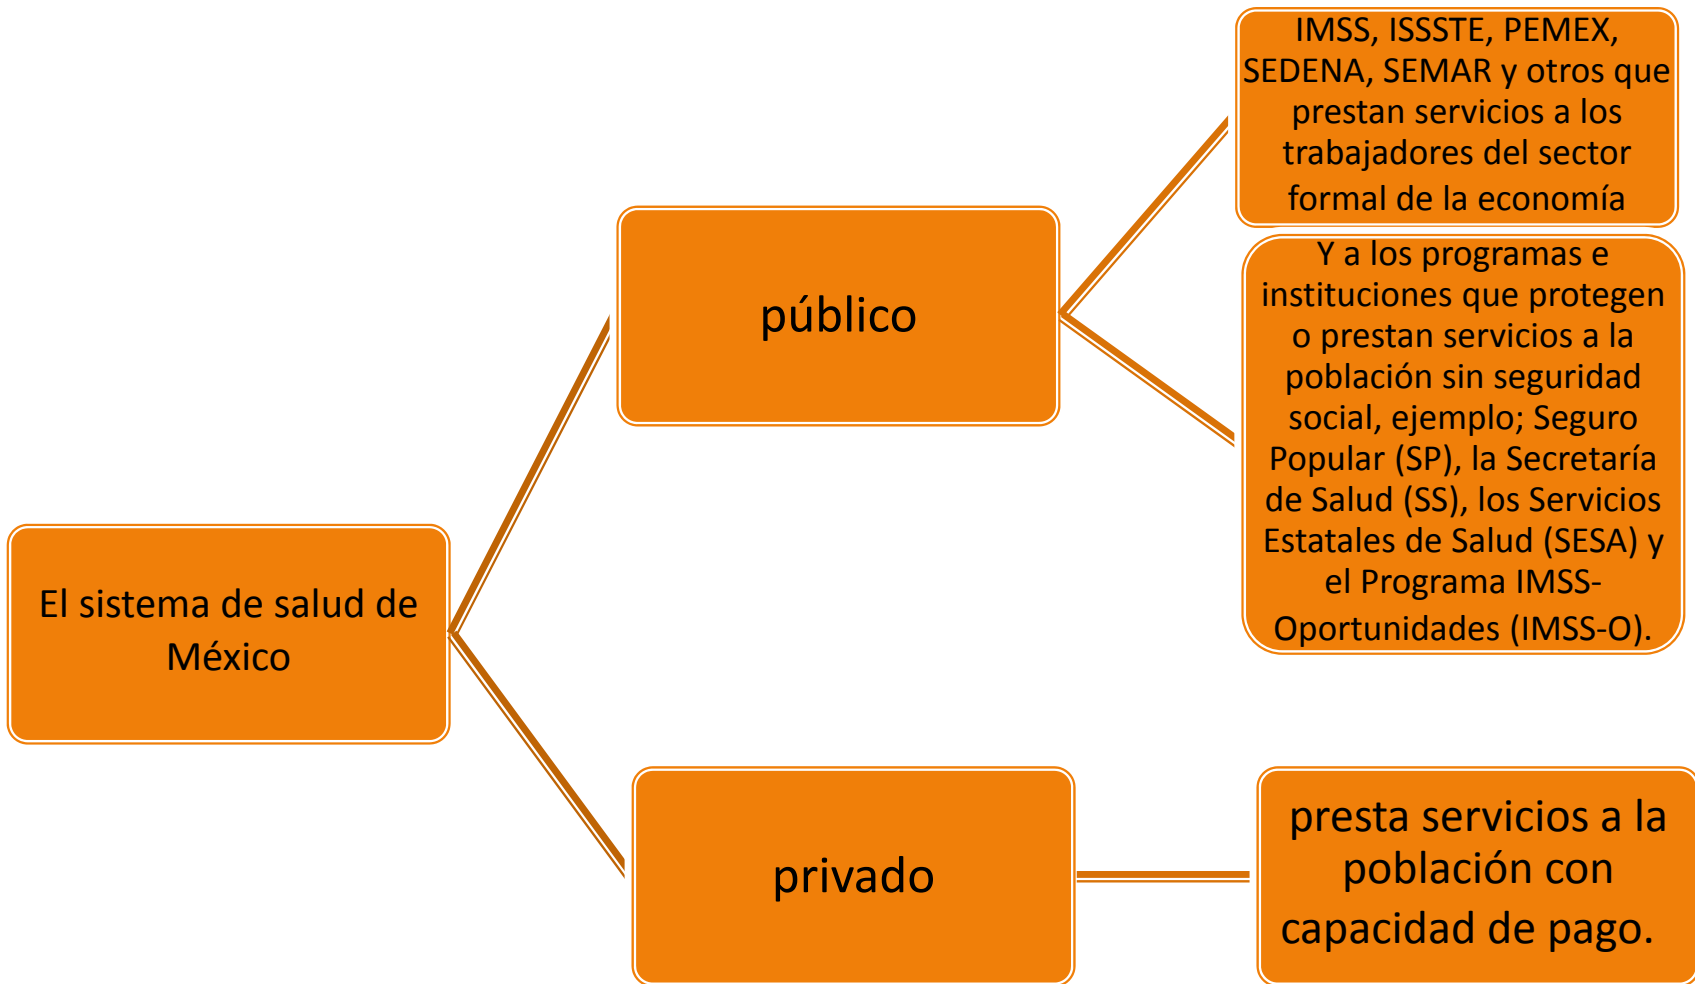 El sistema de salud de
México
público
IMSS, ISSSTE, PEMEX,
SEDENA, SEMAR y otros que
prestan servicios a los
trabajadores del sector
formal de la economía
Y a los programas e
instituciones que protegen
o prestan servicios a la
población sin seguridad
social, ejemplo; Seguro
Popular (SP), la Secretaría
de Salud (SS), los Servicios
Estatales de Salud (SESA) y
el Programa IMSS-
Oportunidades (IMSS-O).
privado
presta servicios a la
población con
capacidad de pago.